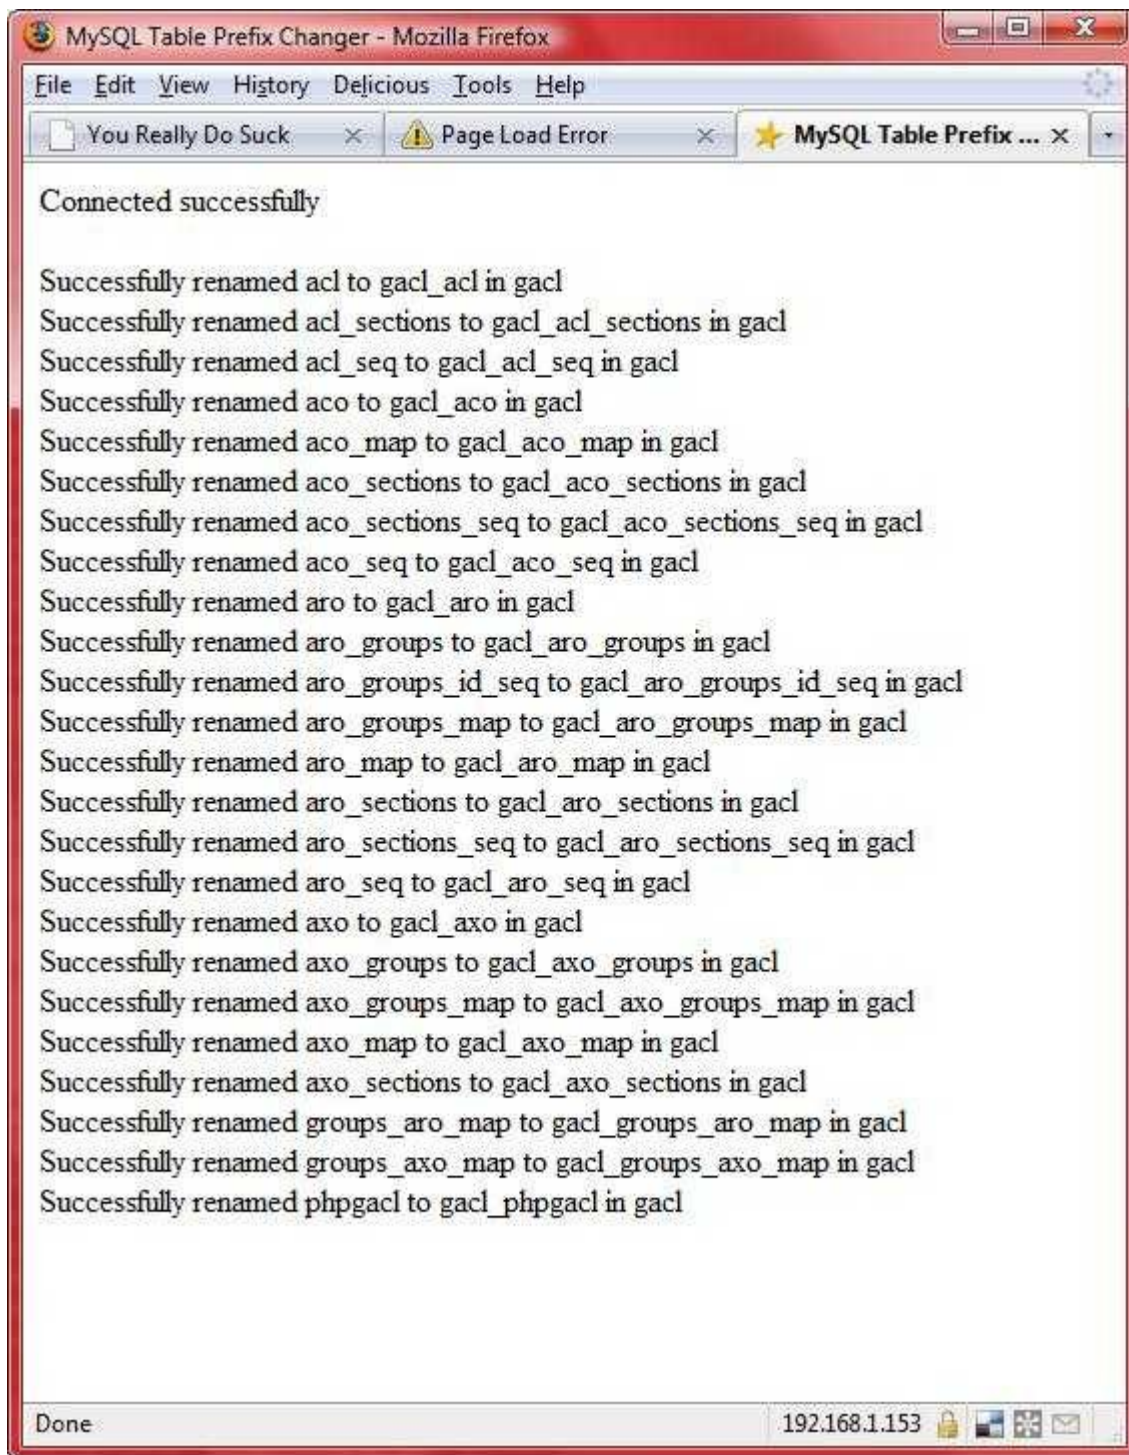 MySQL Table Prefix Changer - Mozilla Firefox
File Edit View History Delicious Tools Help
You Really Do Suck Page Load Error MySQL Table Prefix ...
Connected successfully
Successfully renamed acl to gacl_acl in gacl
Successfully renamed acl_sections to gacl_acl_sections in gacl
Successfully renamed acl_seq to gacl_acl_seq in gacl
Successfully renamed aco to gacl_aco in gacl
Successfully renamed aco_map to gacl_aco_map in gacl
Successfully renamed aco_sections to gacl_aco_sections in gacl
Successfully renamed aco_sections_seq to gacl_aco_sections_seq in gacl
Successfully renamed aco_seq to gacl_aco_seq in gacl
Successfully renamed aro to gacl_aro in gacl
Successfully renamed aro_groups to gacl_aro_groups in gacl
Successfully renamed aro_groups_id_seq to gacl_aro_groups_id_seq in gacl
Successfully renamed aro_groups_map to gacl_aro_groups_map in gacl
Successfully renamed aro_map to gacl_aro_map in gacl
Successfully renamed aro_sections to gacl_aro_sections in gacl
Successfully renamed aro_sections_seq to gacl_aro_sections_seq in gacl
Successfully renamed aro_seq to gacl_aro_seq in gacl
Successfully renamed axo to gacl_axo in gacl
Successfully renamed axo_groups to gacl_axo_groups in gacl
Successfully renamed axo_groups_map to gacl_axo_groups_map in gacl
Successfully renamed axo_map to gacl_axo_map in gacl
Successfully renamed axo_sections to gacl_axo_sections in gacl
Successfully renamed groups_aro_map to gacl_groups_aro_map in gacl
Successfully renamed groups_axo_map to gacl_groups_axo_map in gacl
Successfully renamed phpgacl to gacl_phpgacl in gacl
Done 192.168.1.153